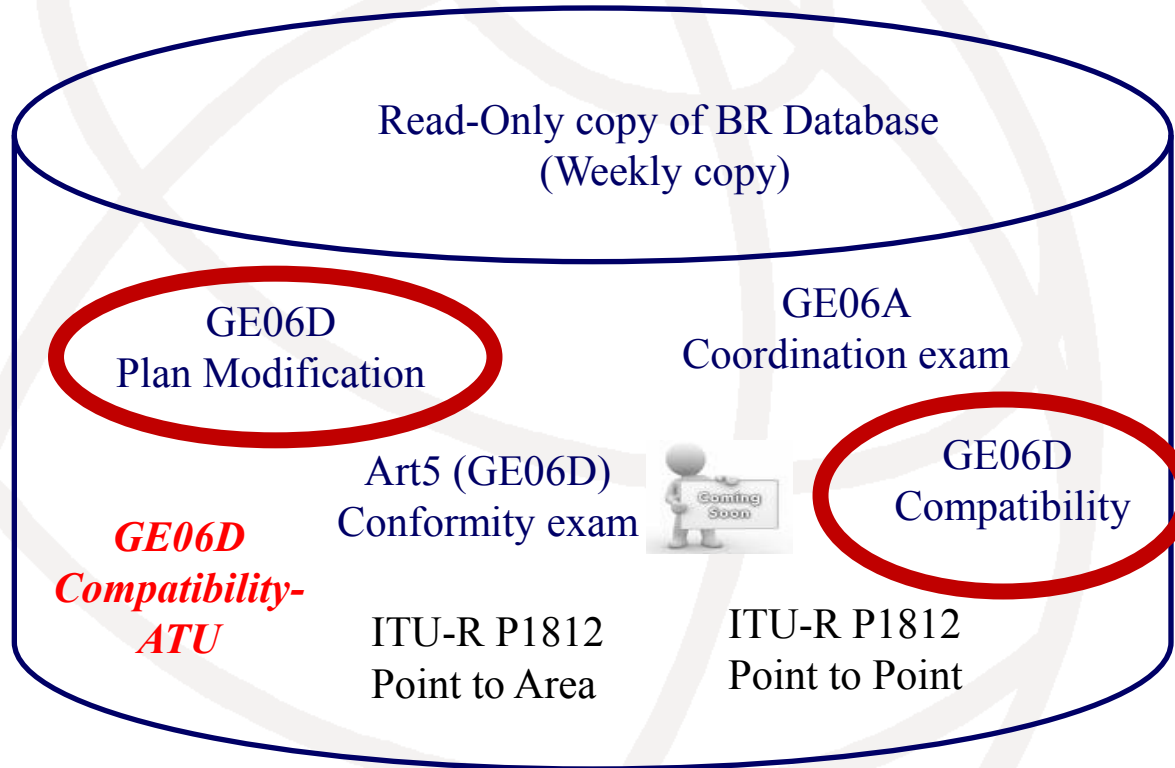 Read-Only copy of BR Database
(Weekly copy)
GE06D
Plan Modification
GE06A
Coordination exam
Art5 (GE06D)
Conformity exam
Coming
Soon
GE06D
Compatibility
GE06D
Compatibility-
ATU
ITU-R P1812
Point to Area
ITU-R P1812
Point to Point